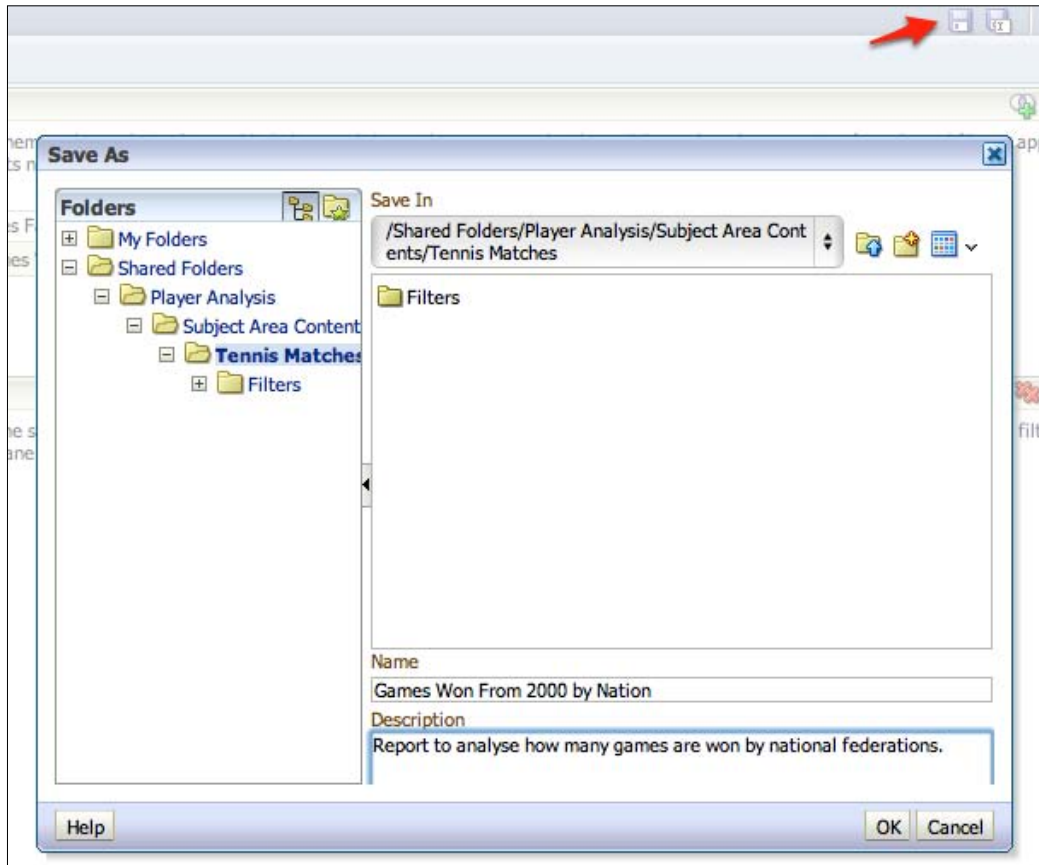 Save As
Folders
My Folders
Shared Folders
Player Analysis
Subject Area Content
Tennis Matches
Filters
Save In
/Shared Folders/Player Analysis/Subject Area Cont
ents/Tennis Matches
Filters
Name
Games Won From 2000 by Nation
Description
Report to analyse how many games are won by national federations.
Help
OK
Cancel